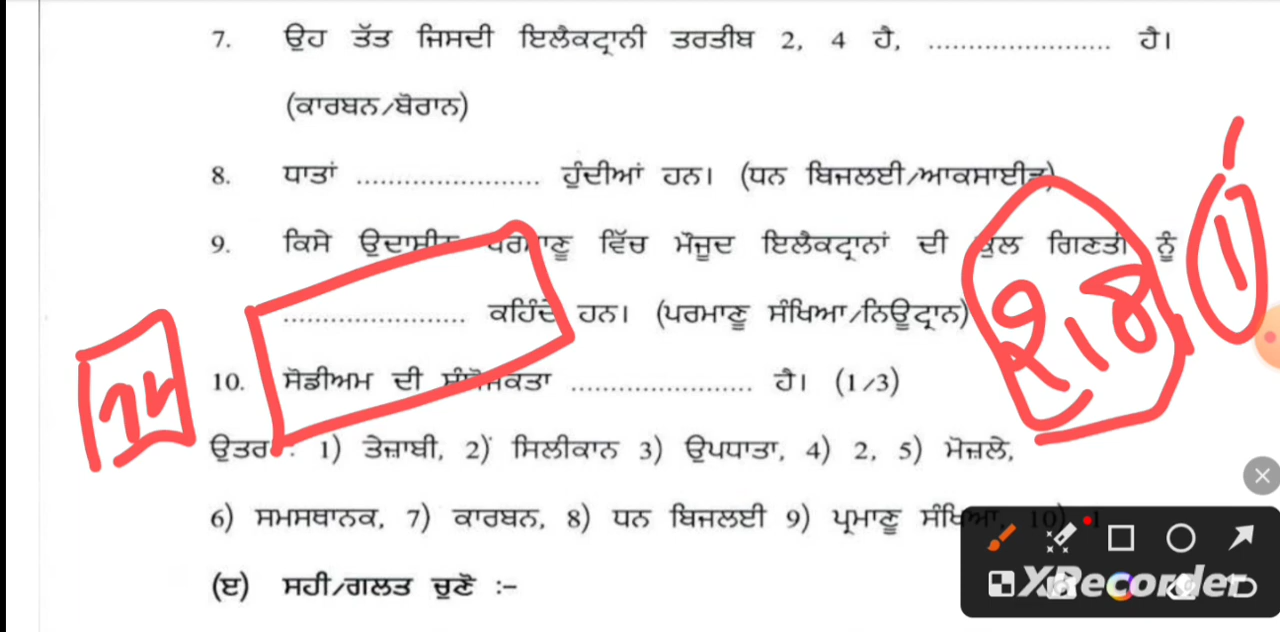 7. ਉਹ ਤੱਤ ਜਿਸਦੀ ਇਲੈਕਟ੍ਰਾਨੀ ਤਰਤੀਬ 2, 4 ਹੈ, ...................... ਹੈ।
(ਕਾਰਬਨ/ਬੋਰਾਨ)
8. ਧਾਤਾਂ ...................... ਹੁੰਦੀਆਂ ਹਨ। (ਧਨ ਬਿਜਲਈ/ਆਕਸਾਈਡ)
9. ਕਿਸੇ ਉਦਾਸੀਨ ਪਰਮਾਣੂ ਵਿੱਚ ਮੌਜੂਦ ਇਲੈਕਟ੍ਰਾਨਾਂ ਦੀ ਕੁਲ ਗਿਣਤੀ ਨੂੰ
...................... ਕਹਿੰਦੇ ਹਨ। (ਪਰਮਾਣੂ ਸੰਖਿਆ/ਨਿਊਟ੍ਰਾਨ)
10. ਸੋਡੀਅਮ ਦੀ ਸੰਯੋਜਕਤਾ ...................... ਹੈ। (1/3)
ਉਤਰ : 1) ਤੇਜ਼ਾਬੀ, 2) ਸਿਲੀਕਾਨ 3) ਉਪਧਾਤਾ, 4) 2, 5) ਮੋਜ਼ਲੇ,
6) ਸਮਸਥਾਨਕ, 7) ਕਾਰਬਨ, 8) ਧਨ ਬਿਜਲਈ 9) ਪ੍ਰਮਾਣੂ ਸੰਖਿਆ, 10) 1
(ੲ) ਸਹੀ/ਗਲਤ ਚੁਣੋ :-
XRecorder